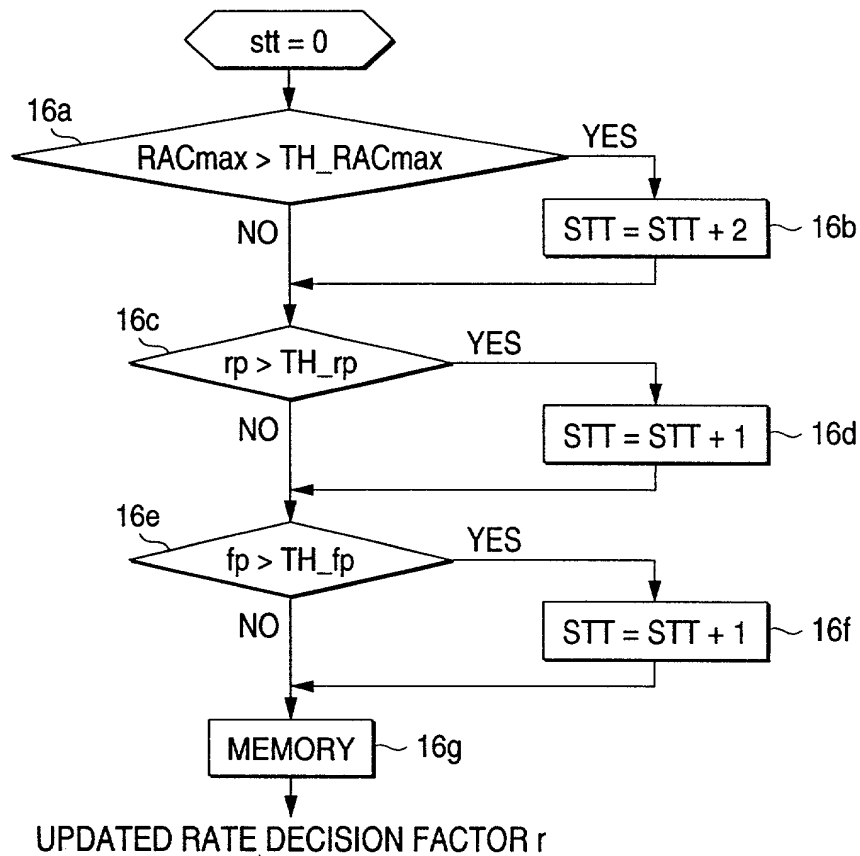 stt = 0
16a
RACmax > TH_RACmax
YES
NO
STT = STT + 2
16b
16c
rp > TH_rp
YES
NO
STT = STT + 1
16d
16e
fp > TH_fp
YES
NO
STT = STT + 1
16f
MEMORY
16g
UPDATED RATE DECISION FACTOR r